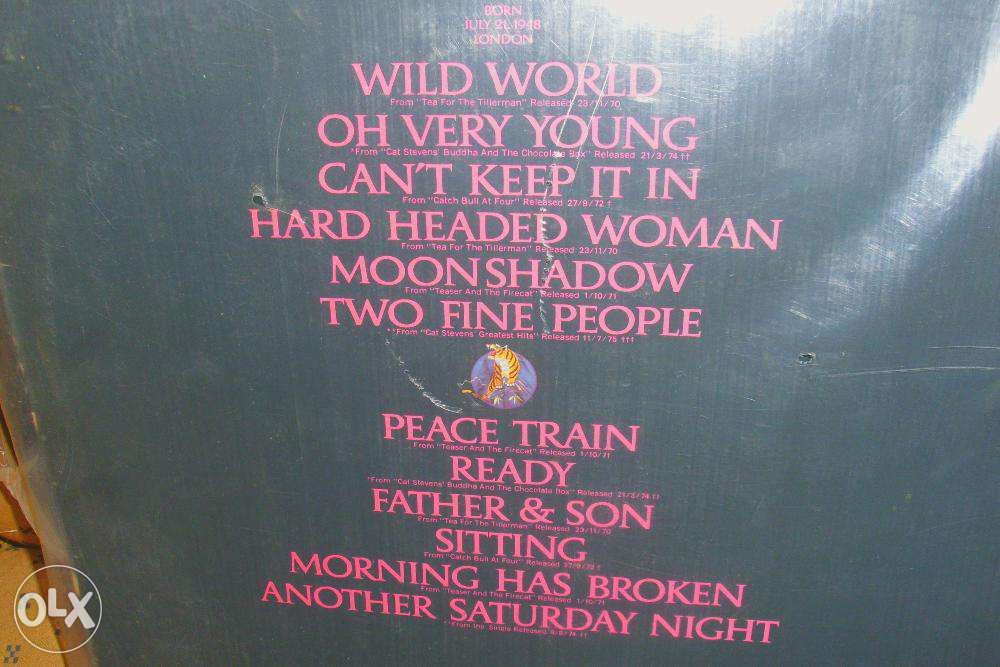 BORN
JULY 21, 1948
LONDON
WILD WORLD
From "Tea For The Tillerman" Released 23/11/70
OH VERY YOUNG
*From "Cat Stevens' Buddha And The Chocolate Box" Released 21/3/74 ††
CAN'T KEEP IT IN
From "Catch Bull At Four" Released 27/9/72 †
HARD HEADED WOMAN
From "Tea For The Tillerman" Released 23/11/70
MOONSHADOW
From "Teaser And The Firecat" Released 1/10/71
TWO FINE PEOPLE
**From "Cat Stevens' Greatest Hits" Released 11/7/75 †††
PEACE TRAIN
From "Teaser And The Firecat" Released 1/10/71
READY
*From "Cat Stevens' Buddha And The Chocolate Box" Released 21/3/74 ††
FATHER & SON
From "Tea For The Tillerman" Released 23/11/70
SITTING
From "Catch Bull At Four" Released 27/9/72 †
MORNING HAS BROKEN
From "Teaser And The Firecat" Released 1/10/71
ANOTHER SATURDAY NIGHT
**From the Single Released 8/74 ††
OLX